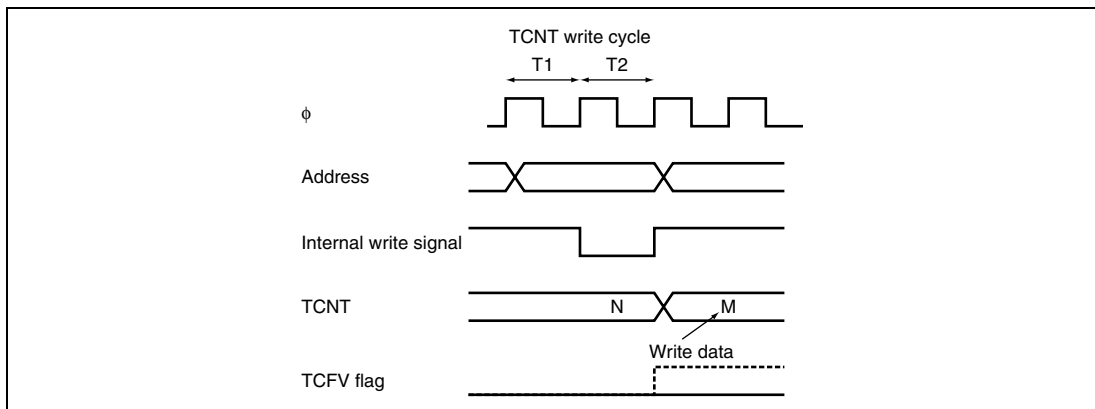 TCNT write cycle
T1 T2
ϕ
Address
Internal write signal
TCNT N M
Write data
TCFV flag